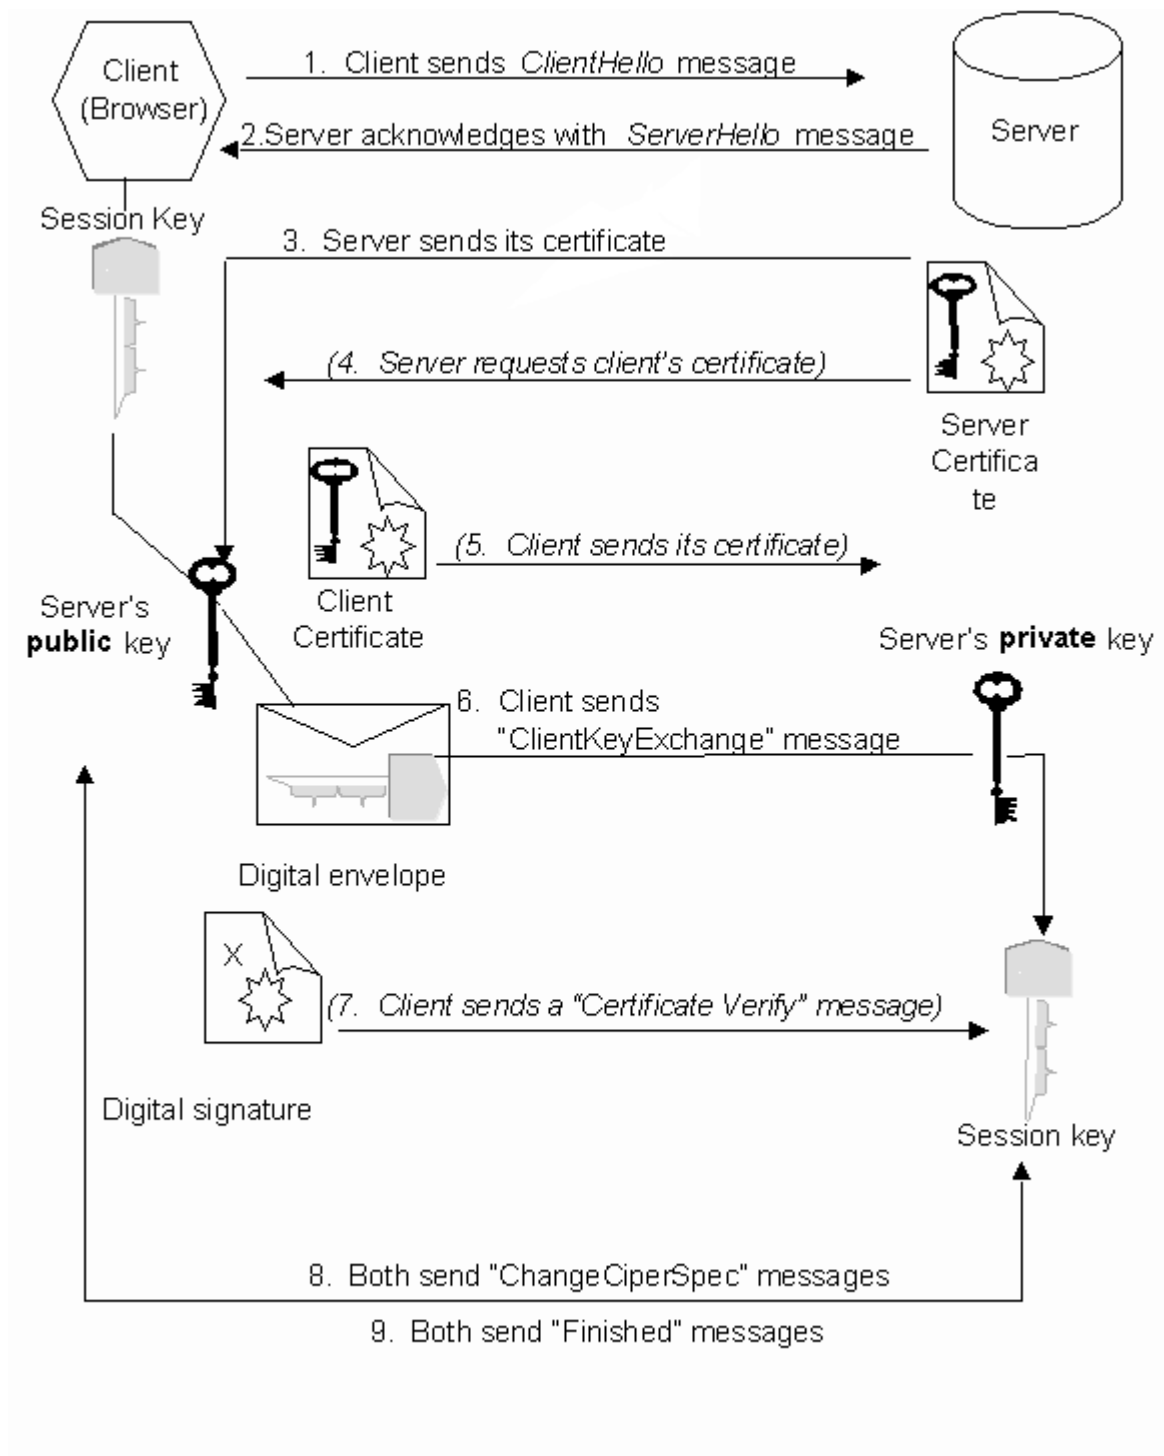 Client
(Browser)
1. Client sends ClientHello message
Server
2.Server acknowledges with ServerHello message
Session Key
3. Server sends its certificate
(4. Server requests client's certificate)
Server
Certifica
te
(5. Client sends its certificate)
Client
Certificate
Server's
public key
Server's private key
6. Client sends
"ClientKeyExchange" message
Digital envelope
X
(7. Client sends a "Certificate Verify" message)
Digital signature
Session key
8. Both send "ChangeCiperSpec" messages
9. Both send "Finished" messages